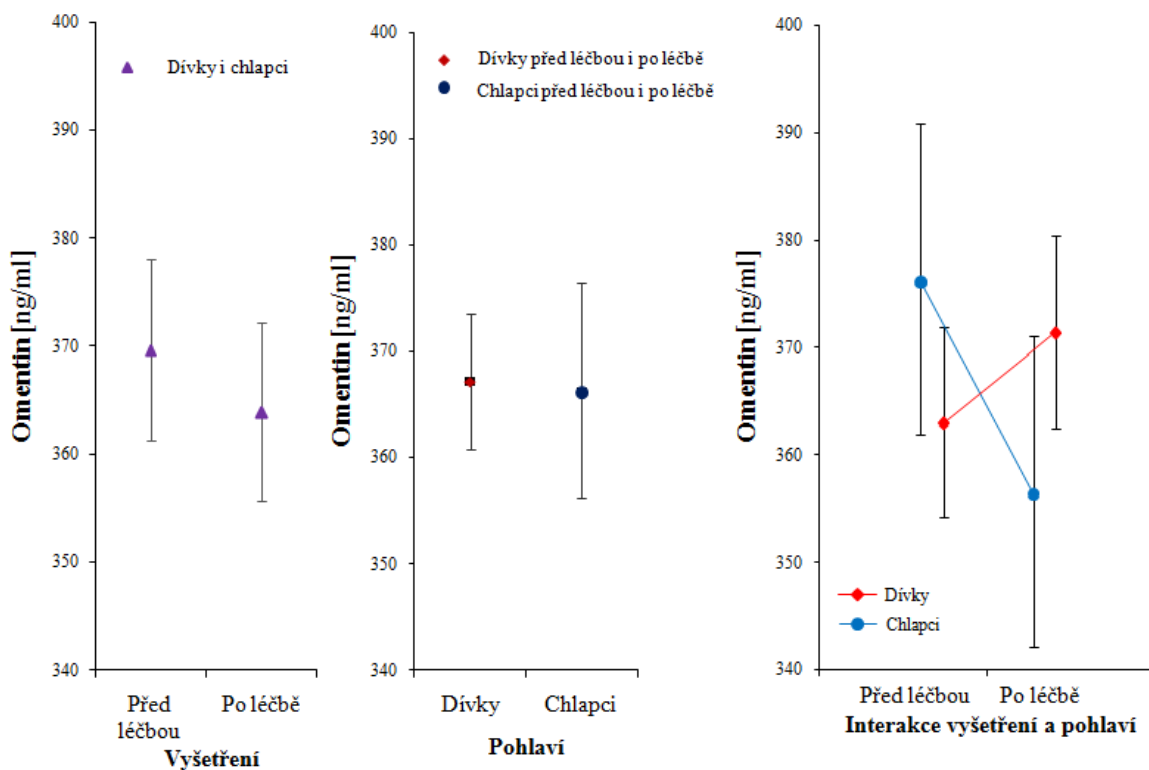 Omentin [ng/ml]
400
390
380
370
360
350
340
Dívky i chlapci
Před
léčbou
Po léčbě
Vyšetření
Omentin [ng/ml]
400
390
380
370
360
350
340
Dívky před léčbou i po léčbě
Chlapci před léčbou i po léčbě
Dívky
Chlapci
Pohlaví
Omentin [ng/ml]
400
390
380
370
360
350
340
Dívky
Chlapci
Před léčbou
Po léčbě
Interakce vyšetření a pohlaví